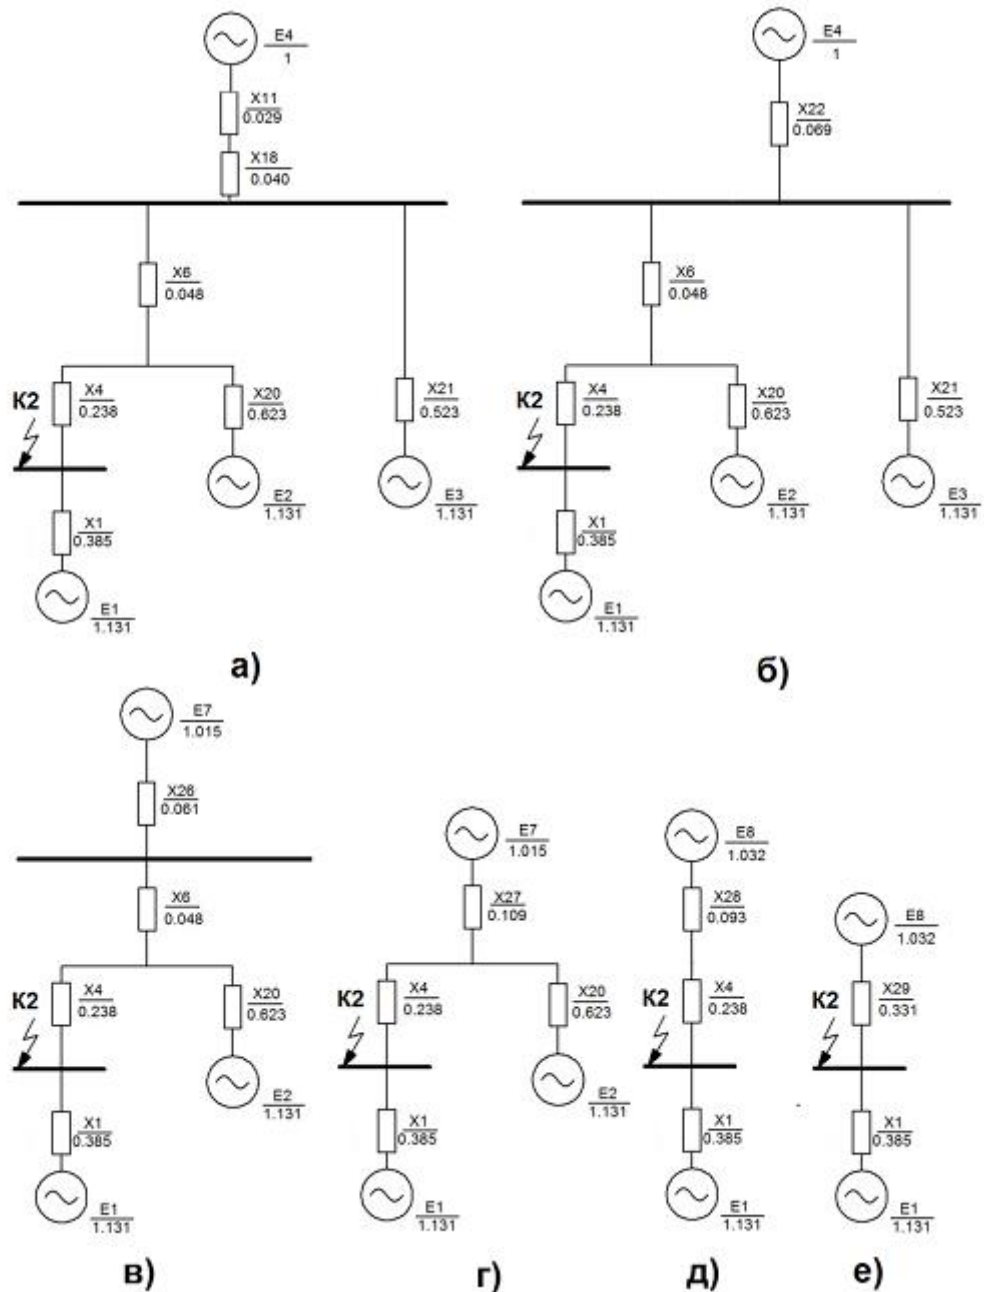 E4
1
X11
0.029
X18
0.040
X6
0.048
K2
X4
0.238
X20
0.623
X21
0.523
E2
1.131
E3
1.131
X1
0.385
E1
1.131
а)
E4
1
X22
0.069
X6
0.048
K2
X4
0.238
X20
0.623
X21
0.523
E2
1.131
E3
1.131
X1
0.385
E1
1.131
б)
E7
1.015
X26
0.061
X6
0.048
K2
X4
0.238
X20
0.623
E2
1.131
X1
0.385
E1
1.131
в)
E7
1.015
X27
0.109
K2
X4
0.238
X20
0.623
E2
1.131
X1
0.385
E1
1.131
г)
E8
1.032
X28
0.093
K2
X4
0.238
X1
0.385
E1
1.131
д)
E8
1.032
K2
X29
0.331
X1
0.385
E1
1.131
е)